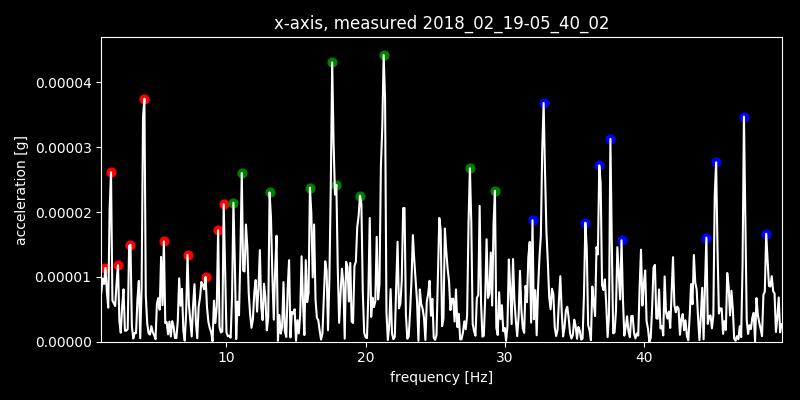 x-axis, measured 2018_02_19-05_40_02
0.00004
0.00003
0.00002
0.00001
0.00000
acceleration [g]
10 20 30 40
frequency [Hz]